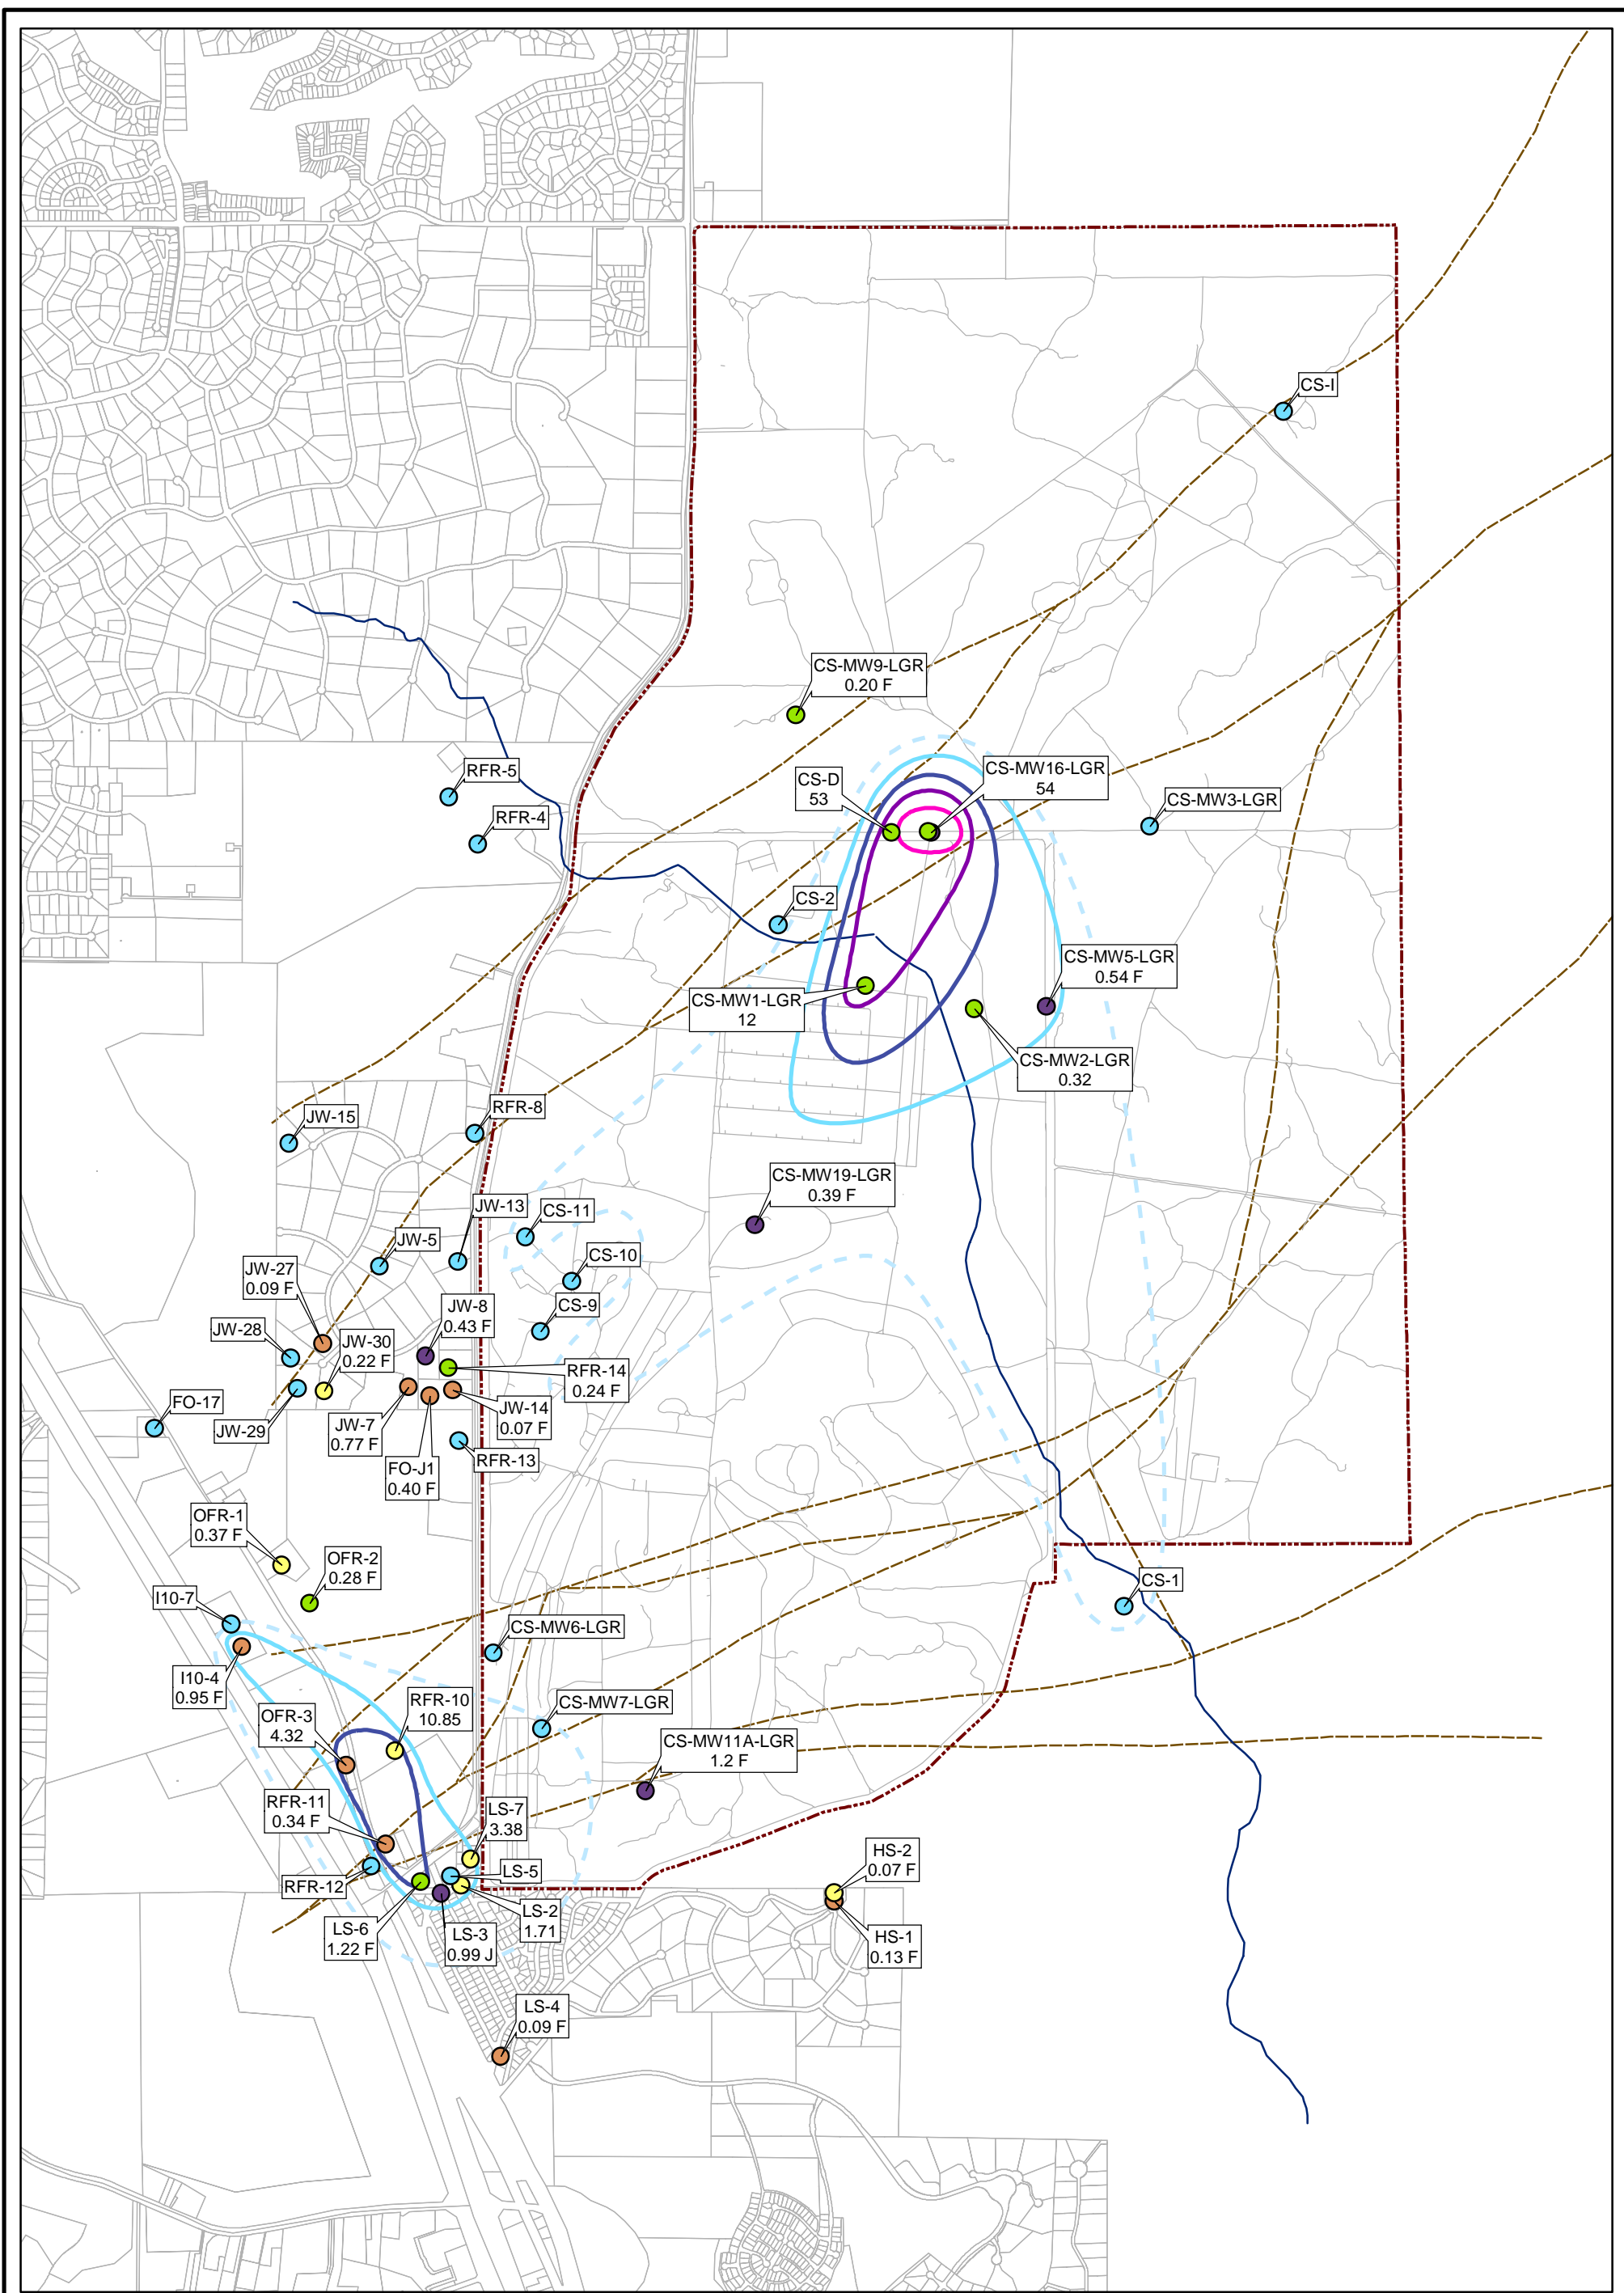 CS-I
CS-MW9-LGR
0.20 F
CS-MW16-LGR
54
CS-D
53
RFR-5
CS-MW3-LGR
RFR-4
CS-2
CS-MW5-LGR
0.54 F
CS-MW1-LGR
12
CS-MW2-LGR
0.32
RFR-8
JW-15
CS-MW19-LGR
0.39 F
JW-13
CS-11
JW-5
CS-10
JW-27
0.09 F
JW-8
0.43 F
CS-9
JW-28
JW-30
0.22 F
RFR-14
0.24 F
FO-17
JW-29
JW-7
0.77 F
JW-14
0.07 F
FO-J1
0.40 F
RFR-13
OFR-1
0.37 F
OFR-2
0.28 F
CS-1
I10-7
CS-MW6-LGR
I10-4
0.95 F
RFR-10
10.85
CS-MW7-LGR
OFR-3
4.32
CS-MW11A-LGR
1.2 F
RFR-11
0.34 F
LS-7
3.38
HS-2
0.07 F
LS-5
RFR-12
LS-2
1.71
LS-6
1.22 F
LS-3
0.99 J
HS-1
0.13 F
LS-4
0.09 F